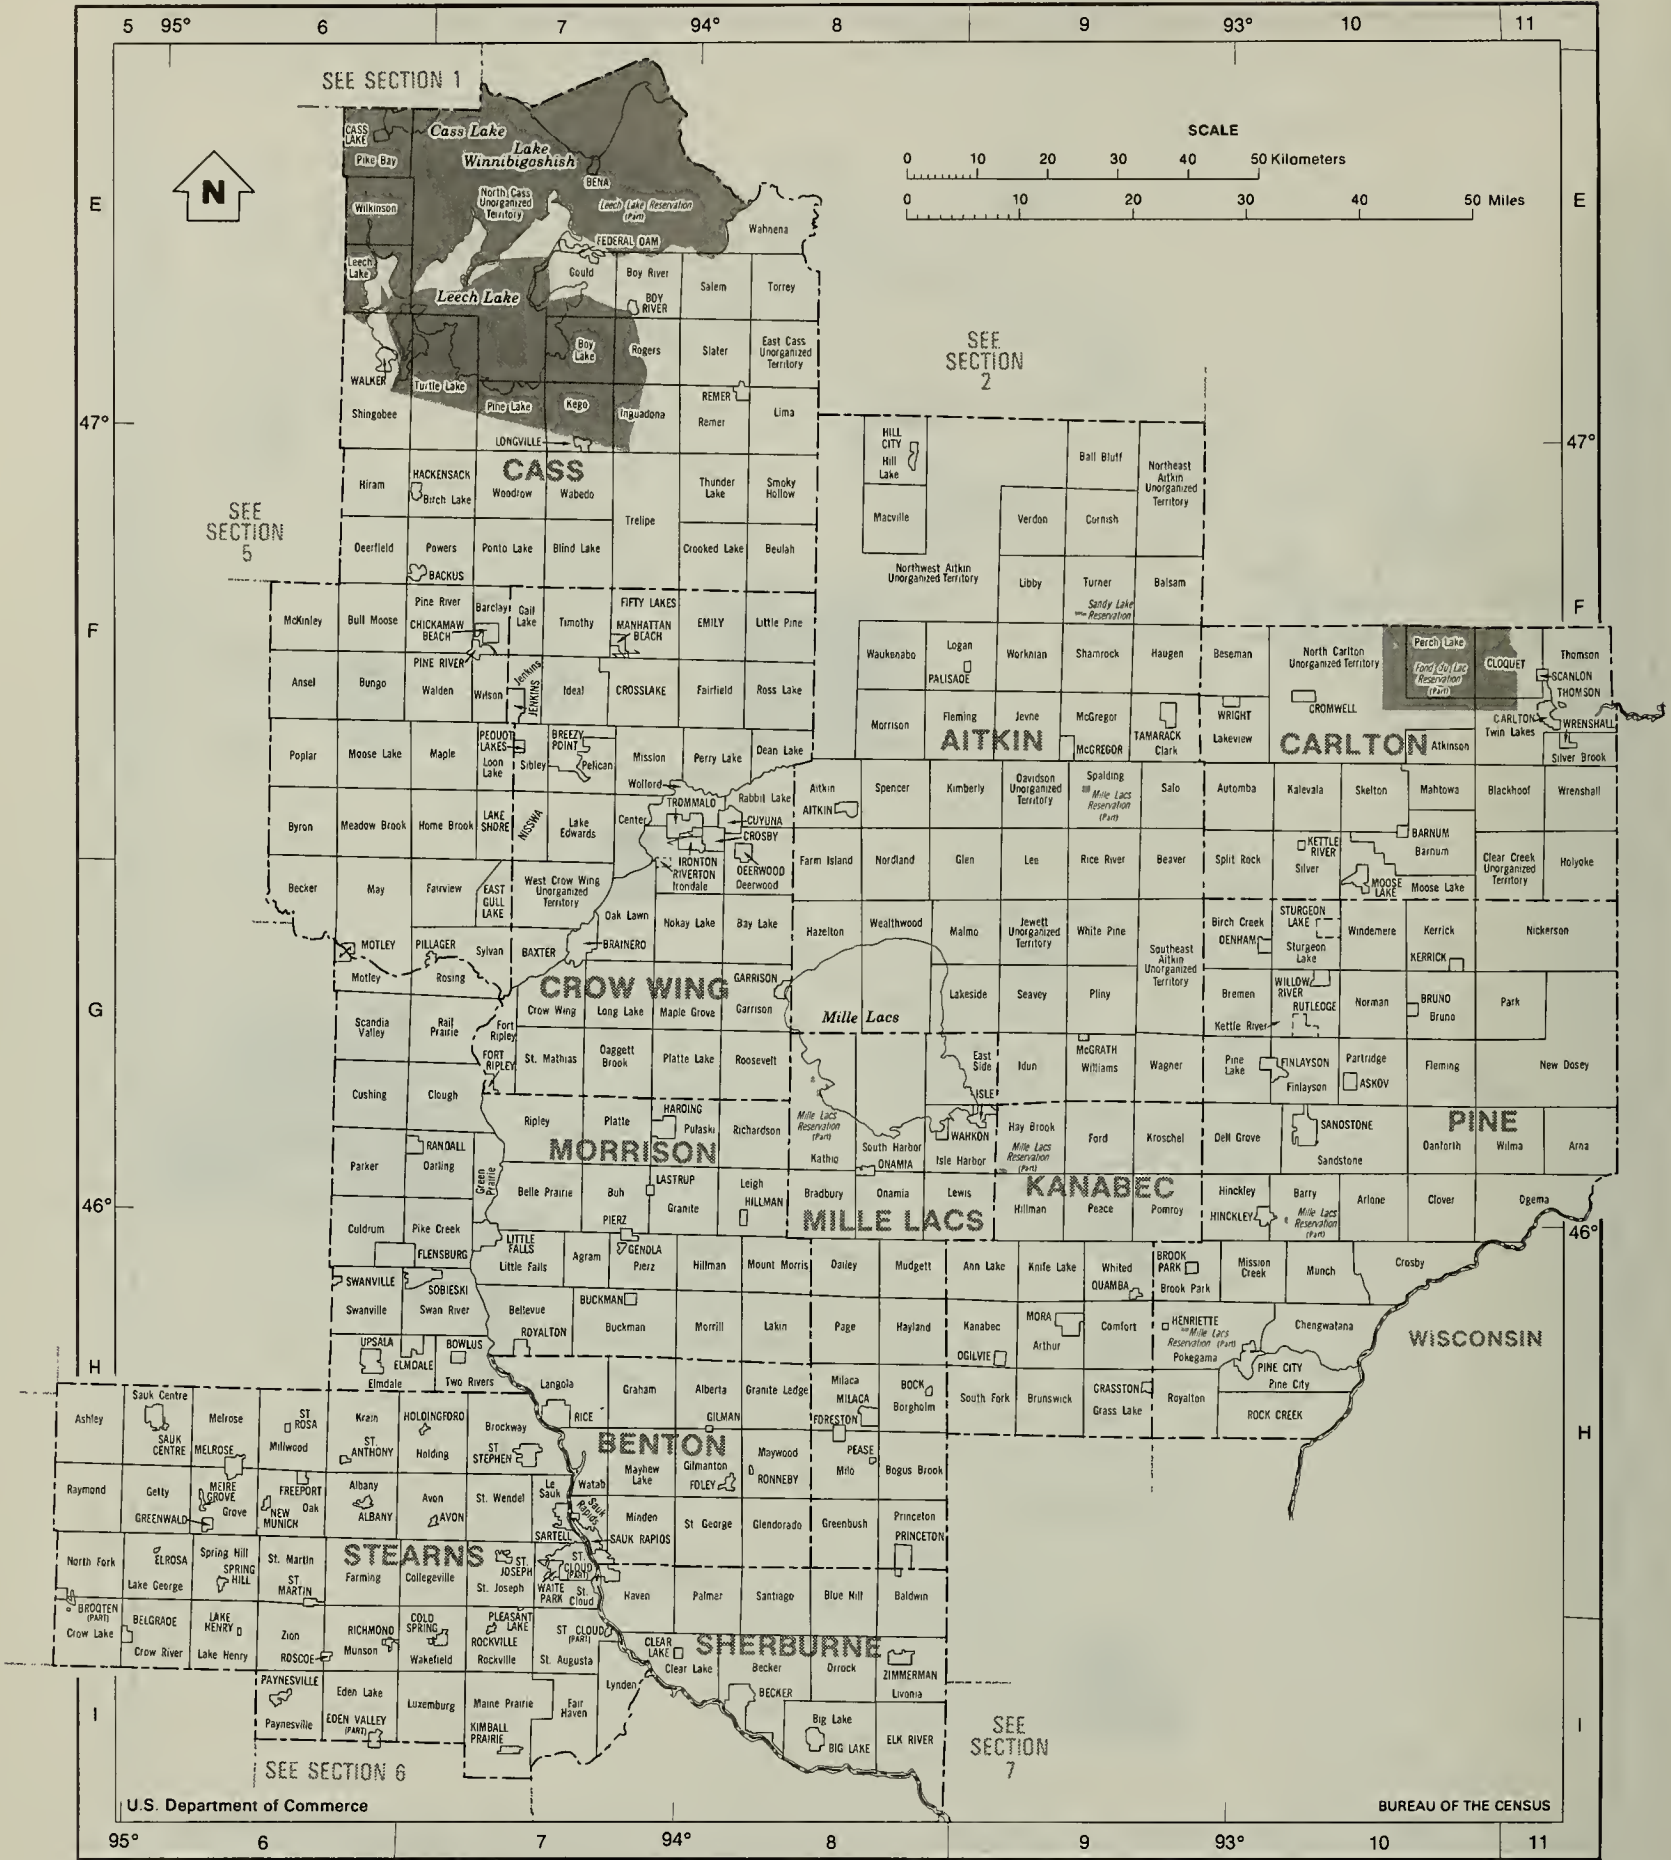 5 95° 6 7 94° 8 9 93° 10 11
SEE SECTION 1
SCALE
0 10 20 30 40 50 Kilometers
0 10 20 30 40 50 Miles
N
E
E
CASS LAKE
Cass Lake
Lake Winnibigoshish
Pike Bay
BENA
Wilkinson
North Cass Unorganized Territory
Leech Lake Reservation (Part)
Wahnena
FEDERAL DAM
Leech Lake
Gould
Boy River
Salem
Torrey
Leech Lake
BOY RIVER
Boy Lake
Rogers
Slater
East Cass Unorganized Territory
SEE SECTION 2
WALKER
Turtle Lake
REMER
Shingobee
Pine Lake
Kego
Inguadona
Remer
Lima
47°
47°
LONGVILLE
CASS
HILL CITY
Hill Lake
Ball Bluff
Northeast Aitkin Unorganized Territory
Hiram
HACKENSACK
Birch Lake
Woodrow
Wabedo
Thunder Lake
Smoky Hollow
SEE SECTION 5
Trelipe
Macville
Verdon
Cornish
Deerfield
Powers
Ponto Lake
Blind Lake
Crooked Lake
Beulah
BACKUS
Northwest Aitkin Unorganized Territory
Libby
Turner
Balsam
Sandy Lake Reservation
F
F
McKinley
Bull Moose
Pine River
CHICKAMAW BEACH
Barclay
Gail Lake
Timothy
FIFTY LAKES
MANHATTAN BEACH
EMILY
Little Pine
PINE RIVER
Waukenabo
Logan
PALISADE
Workman
Shamrock
Haugen
Beseman
North Carlton Unorganized Territory
Perch Lake
Fond du Lac Reservation (Part)
CLOQUET
Thomson
SCANLON
THOMSON
Ansel
Bungo
Walden
Wilson
Jenkins
JENKINS
Ideal
CROSSLAKE
Fairfield
Ross Lake
Morrison
Fleming
Jevne
McGregor
McGREGOR
TAMARACK
Clark
WRIGHT
Lakeview
CROMWELL
CARLTON
WRENSHALL
Twin Lakes
Atkinson
Silver Brook
AITKIN
CARLTON
Poplar
Moose Lake
Maple
PEQUOT LAKES
Loon Lake
Sibley
BREEZY POINT
Pelican
Mission
Perry Lake
Dean Lake
Wolford
Rabbit Lake
Aitkin
AITKIN
Spencer
Kimberly
Davidson Unorganized Territory
Spalding
Mille Lacs Reservation (Part)
Salo
Automba
Kalevala
Skelton
Mahtowa
Blackhoof
Wrenshall
Byron
Meadow Brook
Home Brook
LAKE SHORE
NISSWA
Lake Edwards
Center
TROMMALD
CUYUNA
CROSBY
IRONTON
RIVERTON
Irondale
DEERWOOD
Deerwood
Farm Island
Nordland
Glen
Lee
Rice River
Beaver
Split Rock
KETTLE RIVER
Silver
BARNUM
Barnum
MOOSE LAKE
Moose Lake
Clear Creek Unorganized Territory
Holyoke
Becker
May
Fairview
EAST GULL LAKE
West Crow Wing Unorganized Territory
Oak Lawn
Nokay Lake
Bay Lake
Hazelton
Wealthwood
Malmo
Jewett Unorganized Territory
White Pine
Southeast Aitkin Unorganized Territory
Birch Creek
DENHAM
STURGEON LAKE
Sturgeon Lake
Windemere
Kerrick
KERRICK
Nickerson
MOTLEY
Motley
PILLAGER
Sylvan
Rosing
BAXTER
BRAINERD
CROW WING
GARRISON
Garrison
G
G
Crow Wing
Long Lake
Maple Grove
Mille Lacs
Lakeside
Seavey
Pliny
Bremen
WILLOW RIVER
RUTLEDGE
Kettle River
Norman
BRUNO
Bruno
Park
Scandia Valley
Rail Prairie
Fort Ripley
FORT RIPLEY
St. Mathias
Daggett Brook
Platte Lake
Roosevelt
East Side
ISLE
Idun
McGRATH
Williams
Wagner
Pine Lake
FINLAYSON
Finlayson
Partridge
ASKOV
Fleming
New Dosey
Cushing
Clough
Ripley
Platte
HARDING
Pulaski
Richardson
Mille Lacs Reservation (Part)
Kathio
South Harbor
ONAMIA
WAHKON
Isle Harbor
Hay Brook
Mille Lacs Reservation (Part)
Ford
Kroschel
Dell Grove
SANDSTONE
Sandstone
PINE
Danforth
Wilma
Arna
MORRISON
RANDALL
Darling
Parker
Green Prairie
Belle Prairie
Buh
LASTRUP
Granite
Leigh
HILLMAN
Bradbury
Onamia
Lewis
KANABEC
Hillman
Peace
Pomroy
Hinckley
HINCKLEY
Barry
Mille Lacs Reservation (Part)
Arlone
Clover
Ogema
46°
46°
MILLE LACS
Culdrum
Pike Creek
FLENSBURG
LITTLE FALLS
Little Falls
Agram
PIERZ
GENOLA
Pierz
Hillman
Mount Morris
Dailey
Mudgett
Ann Lake
Knife Lake
Whited
QUAMBA
BROOK PARK
Brook Park
Mission Creek
Munch
Crosby
SWANVILLE
Swanville
SOBIESKI
Swan River
Bellevue
ROYALTON
BUCKMAN
Buckman
Morrill
Lakin
Page
Hayland
Kanabec
OGILVIE
MORA
Arthur
Comfort
HENRIETTE
Mille Lacs Reservation (Part)
Pokegama
Chengwatana
WISCONSIN
PINE CITY
Pine City
H
H
UPSALA
ELMDALE
Elmdale
BOWLUS
Two Rivers
Langola
RICE
Graham
Alberta
GILMAN
Granite Ledge
Milaca
MILACA
FORESTON
BOCK
Borgholm
South Fork
Brunswick
GRASSTON
Grass Lake
Royalton
ROCK CREEK
Ashley
Sauk Centre
SAUK CENTRE
Melrose
MELROSE
ST ROSA
Millwood
Krain
ST. ANTHONY
HOLDINGFORD
Holding
Brockway
ST STEPHEN
BENTON
Mayhew Lake
Gilmanton
FOLEY
Maywood
RONNEBY
PEASE
Milo
Bogus Brook
Raymond
Getty
GREENWALD
MEIRE GROVE
Grove
FREEPORT
Oak
NEW MUNICH
Albany
ALBANY
Avon
AVON
St. Wendel
Le Sauk
SARTELL
Watab
Sauk Rapids
SAUK RAPIDS
Minden
St George
Glendorado
Greenbush
Princeton
PRINCETON
North Fork
ELROSA
Lake George
Spring Hill
SPRING HILL
St. Martin
ST. MARTIN
STEARNS
Farming
Collegeville
ST. JOSEPH
St. Joseph
ST. CLOUD (PART)
WAITE PARK
St. Cloud
Haven
Palmer
Santiago
Blue Hill
Baldwin
BROOTEN (PART)
Crow Lake
BELGRADE
Crow River
LAKE HENRY
Lake Henry
Zion
ROSCOE
RICHMOND
Munson
COLD SPRING
Wakefield
PLEASANT LAKE
ROCKVILLE
Rockville
ST CLOUD (PART)
St. Augusta
CLEAR LAKE
Clear Lake
SHERBURNE
Becker
BECKER
Orrock
ZIMMERMAN
Livonia
PAYNESVILLE
Paynesville
Eden Lake
EDEN VALLEY (PART)
Luxemburg
Maine Prairie
KIMBALL PRAIRIE
Fair Haven
Lynden
Big Lake
BIG LAKE
ELK RIVER
I
I
SEE SECTION 6
SEE SECTION 7
U.S. Department of Commerce
BUREAU OF THE CENSUS
95° 6 7 94° 8 9 93° 10 11